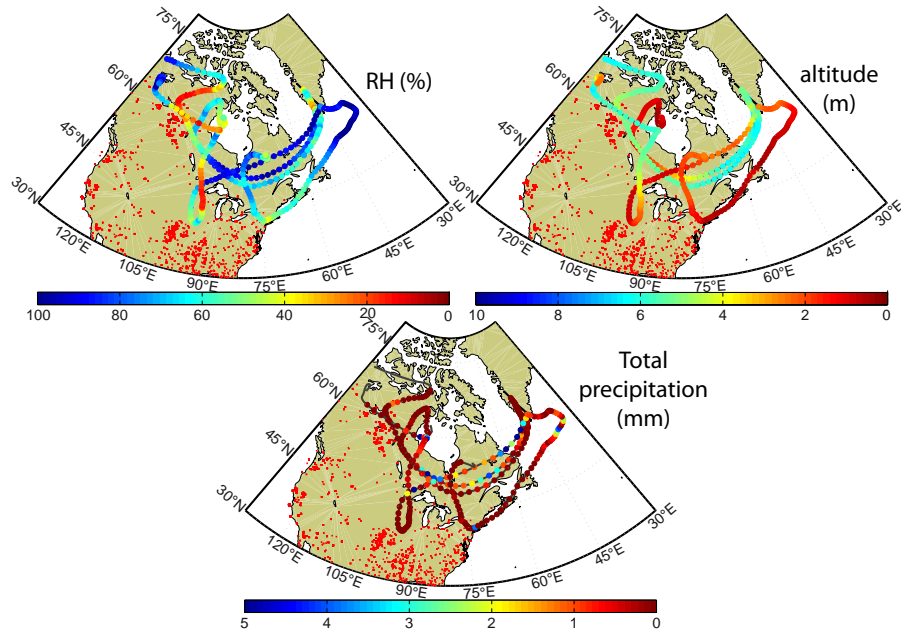 75°N
60°N
45°N
30°N
120°E
105°E
90°E
75°E
60°E
45°E
30°E
RH (%)
100 80 60 40 20 0
75°N
60°N
45°N
30°N
120°E
105°E
90°E
75°E
60°E
45°E
30°E
altitude
(m)
10 8 6 4 2 0
75°N
60°N
45°N
30°N
120°E
105°E
90°E
75°E
60°E
45°E
30°E
Total
precipitation
(mm)
5 4 3 2 1 0